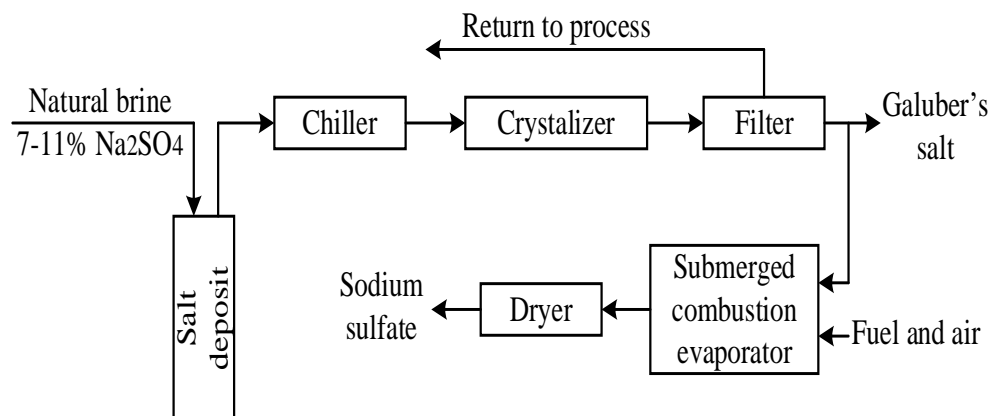 Return to process
Natural brine
7-11% Na2SO4
Chiller
Crystalizer
Filter
Galuber's
salt
Salt
deposit
Sodium
sulfate
Dryer
Submerged
combustion
evaporator
Fuel and air